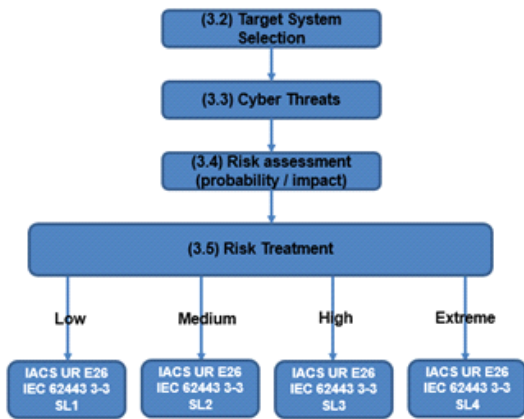 (3.2) Target System
Selection
(3.3) Cyber Threats
(3.4) Risk assessment
(probability / impact)
(3.5) Risk Treatment
Low
Medium
High
Extreme
IACS UR E26
IEC 62443 3-3
SL1
IACS UR E26
IEC 62443 3-3
SL2
IACS UR E26
IEC 62443 3-3
SL3
IACS UR E26
IEC 62443 3-3
SL4